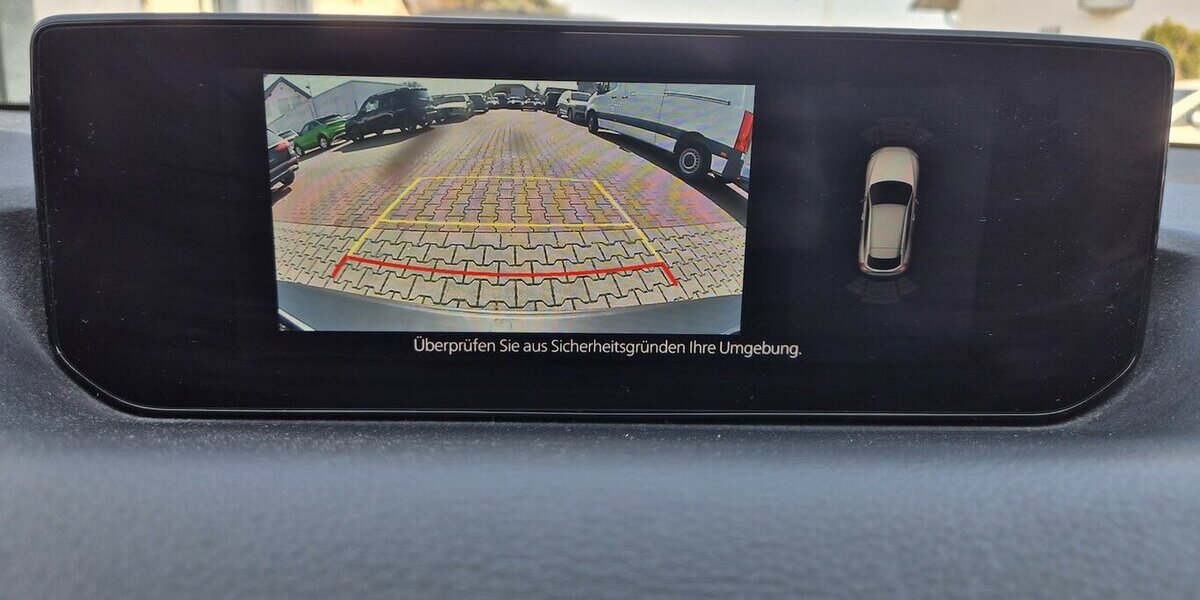 Überprüfen Sie aus Sicherheitsgründen Ihre Umgebung.